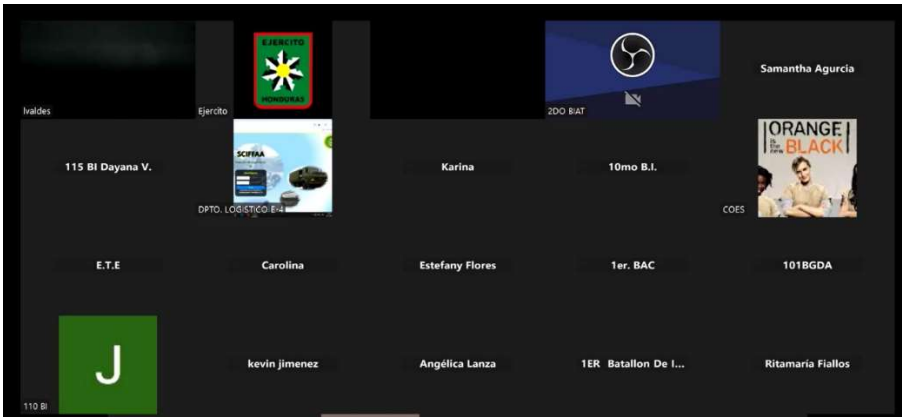 EJERCITO
HONDURAS
Samantha Agurcia
Ivaldes
Ejercito
2DO BIAT
115 BI Dayana V.
SCIFFAA
Karina
10mo B.I.
ORANGE
IS
the
new
BLACK
DPTO. LOGISTICO E-4
COES
E.T.E
Carolina
Estefany Flores
1er. BAC
101BGDA
J
kevin jimenez
Angélica Lanza
1ER Batallon De I...
Ritamaría Fiallos
110 BI